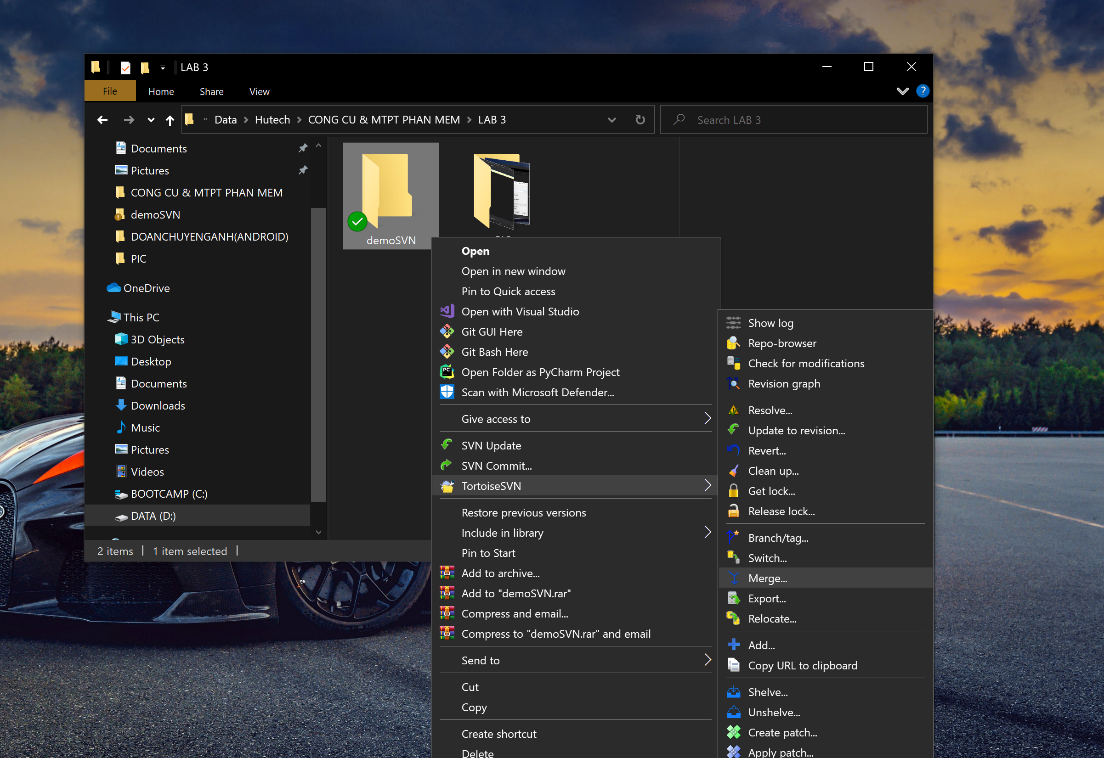 LAB 3
File Home Share View
Data Hutech CONG CU & MTPT PHAN MEM LAB 3
Search LAB 3
Documents
Pictures
CONG CU & MTPT PHAN MEM
demoSVN
DOANCHUYENGANH(ANDROID)
PIC
OneDrive
This PC
3D Objects
Desktop
Documents
Downloads
Music
Pictures
Videos
BOOTCAMP (C:)
DATA (D:)
2 items 1 item selected
demoSVN
Open
Open in new window
Pin to Quick access
Open with Visual Studio
Git GUI Here
Git Bash Here
Open Folder as PyCharm Project
Scan with Microsoft Defender...
Give access to
SVN Update
SVN Commit...
TortoiseSVN
Restore previous versions
Include in library
Pin to Start
Add to archive...
Add to "demoSVN.rar"
Compress and email...
Compress to "demoSVN.rar" and email
Send to
Cut
Copy
Create shortcut
Delete
Show log
Repo-browser
Check for modifications
Revision graph
Resolve...
Update to revision...
Revert...
Clean up...
Get lock...
Release lock...
Branch/tag...
Switch...
Merge...
Export...
Relocate...
Add...
Copy URL to clipboard
Shelve...
Unshelve...
Create patch...
Apply patch...